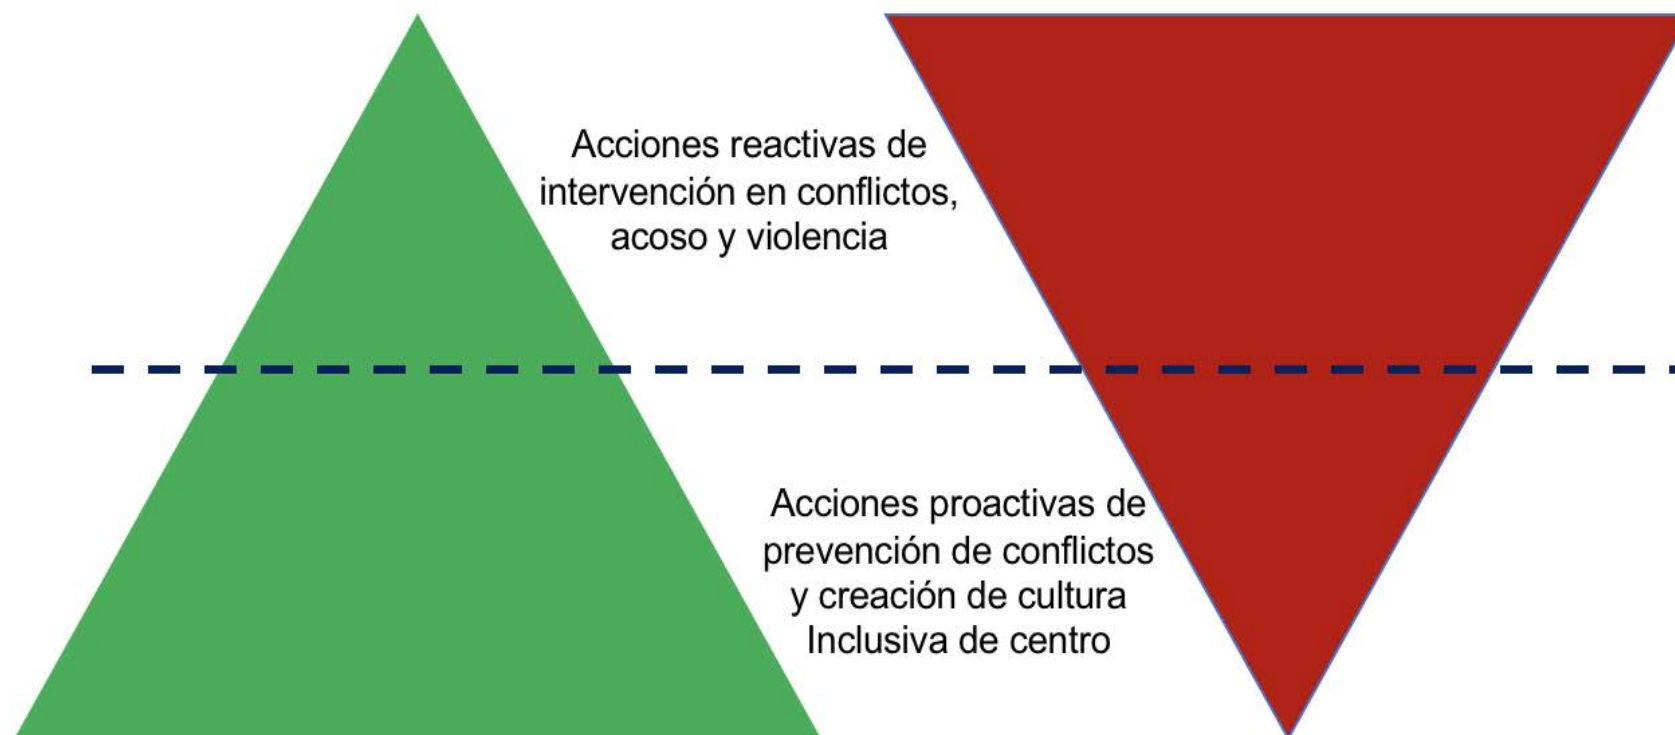 Acciones reactivas de
intervención en conflictos,
acoso y violencia
Acciones proactivas de
prevención de conflictos
y creación de cultura
Inclusiva de centro